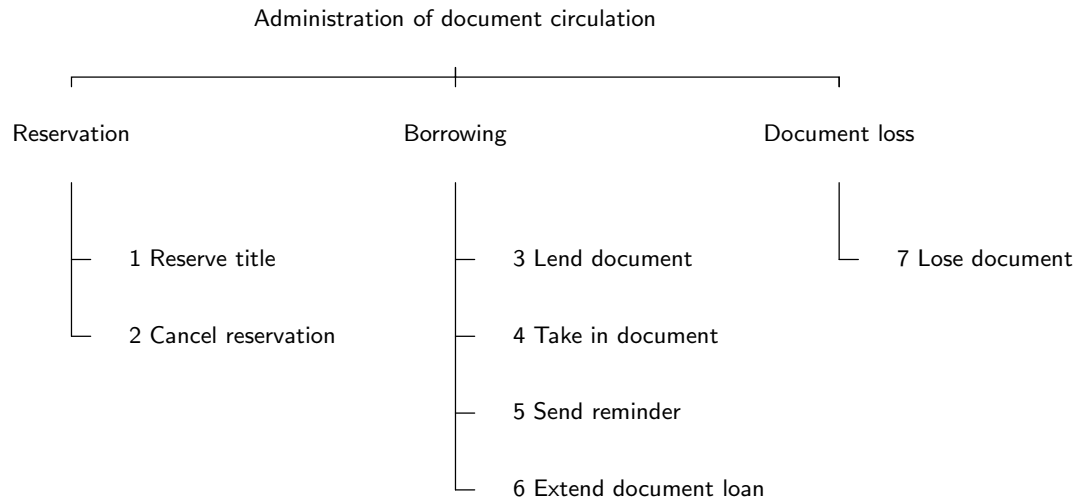 Administration of document circulation
Reservation
Borrowing
Document loss
1 Reserve title
3 Lend document
7 Lose document
2 Cancel reservation
4 Take in document
5 Send reminder
6 Extend document loan